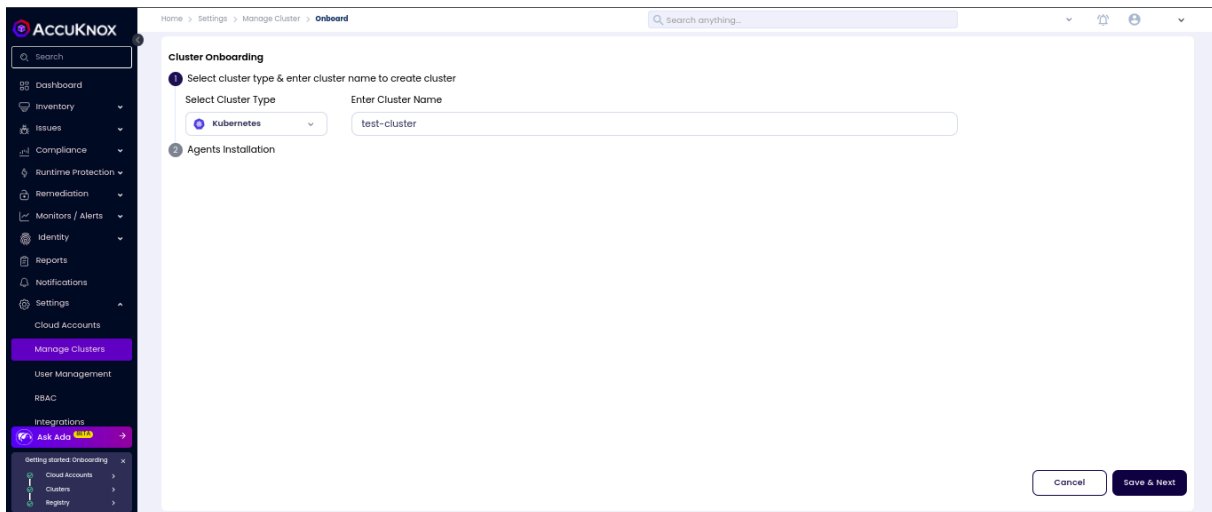 ACCUKNOX
Search
Dashboard
Inventory
Issues
Compliance
Runtime Protection
Remediation
Monitors / Alerts
Identity
Reports
Notifications
Settings
Cloud Accounts
Manage Clusters
User Management
RBAC
Integrations
Ask Ada BETA
Getting started: Onboarding x
Cloud Accounts >
Clusters >
Registry >
Home > Settings > Manage Cluster > Onboard
Search anything...
Cluster Onboarding
1 Select cluster type & enter cluster name to create cluster
Select Cluster Type Enter Cluster Name
Kubernetes test-cluster
2 Agents Installation
Cancel Save & Next